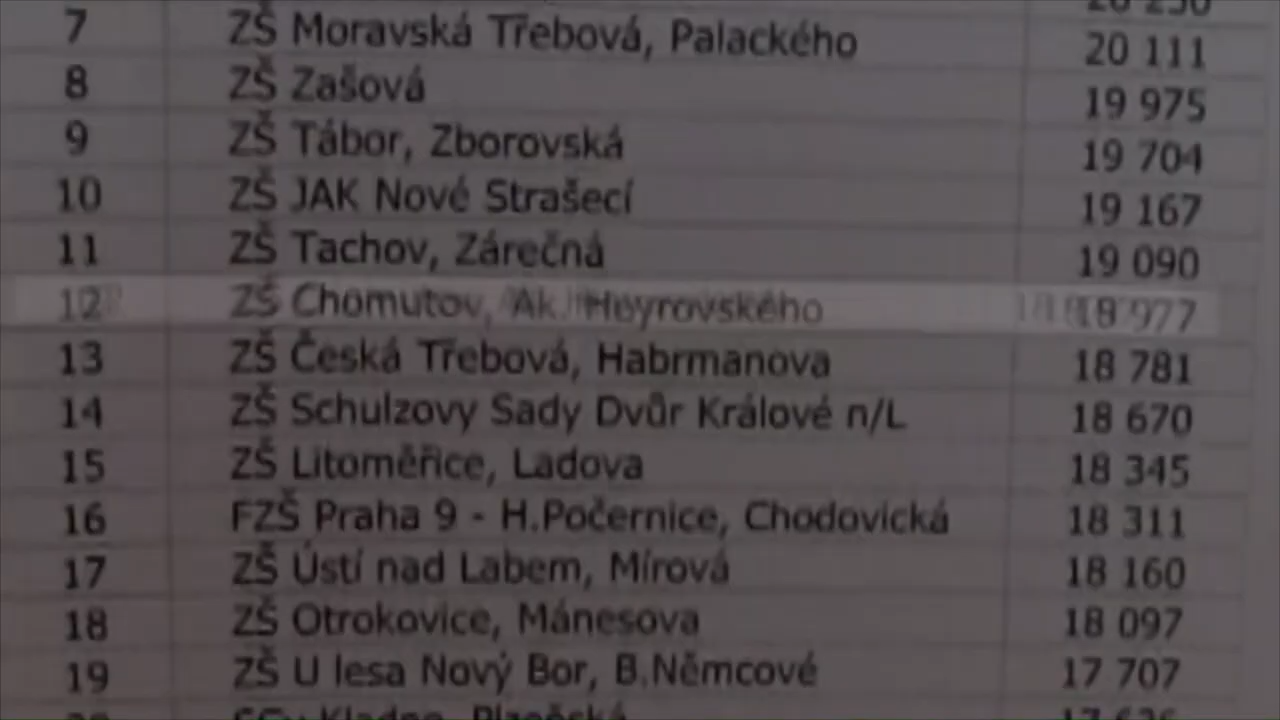 7 ZŠ Moravská Třebová, Palackého 20 111
8 ZŠ Zašová 19 975
9 ZŠ Tábor, Zborovská 19 704
10 ZŠ JAK Nové Strašecí 19 167
11 ZŠ Tachov, Zárečná 19 090
12 ZŠ Chomutov, Ak. Heyrovského 18 977
13 ZŠ Česká Třebová, Habrmanova 18 781
14 ZŠ Schulzovy Sady Dvůr Králové n/L 18 670
15 ZŠ Litoměřice, Ladova 18 345
16 FZŠ Praha 9 - H.Počernice, Chodovická 18 311
17 ZŠ Ústí nad Labem, Mírová 18 160
18 ZŠ Otrokovice, Mánesova 18 097
19 ZŠ U lesa Nový Bor, B.Němcové 17 707